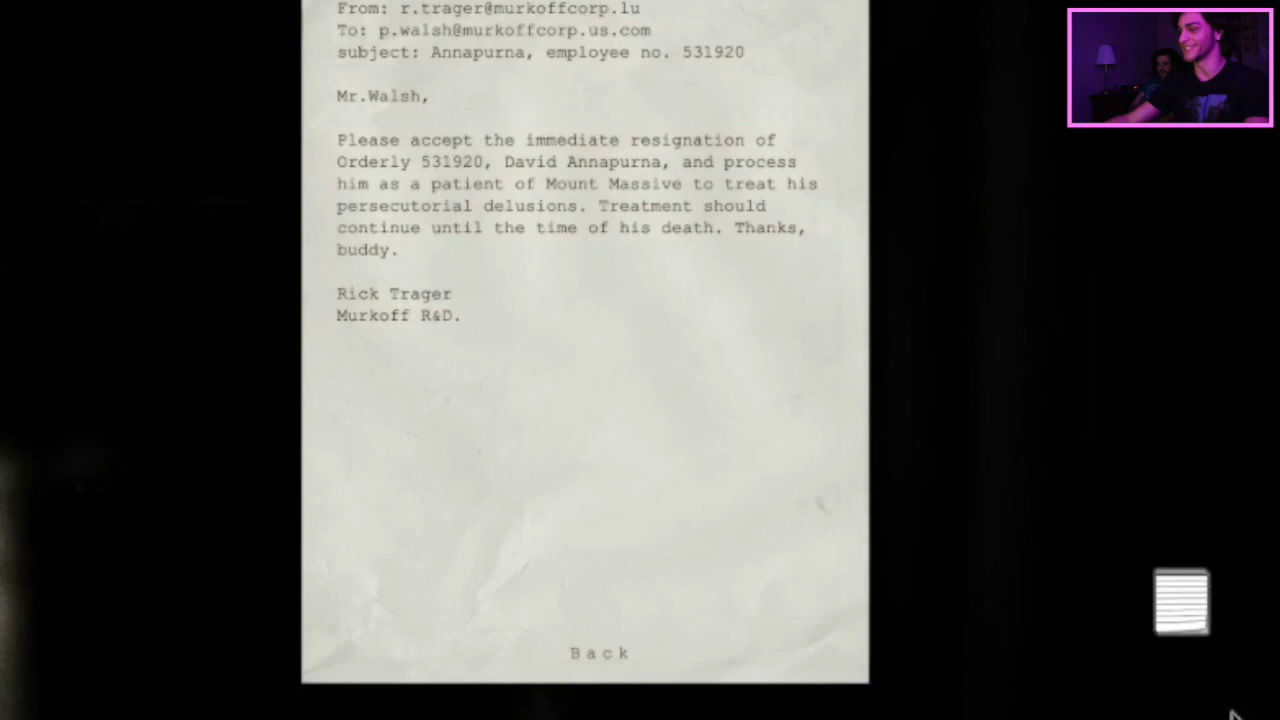 From: r.trager@murkoffcorp.lu
To: p.walsh@murkoffcorp.us.com
subject: Annapurna, employee no. 531920
Mr.Walsh,
Please accept the immediate resignation of
Orderly 531920, David Annapurna, and process
him as a patient of Mount Massive to treat his
persecutorial delusions. Treatment should
continue until the time of his death. Thanks,
buddy.
Rick Trager
Murkoff R&D.
Back